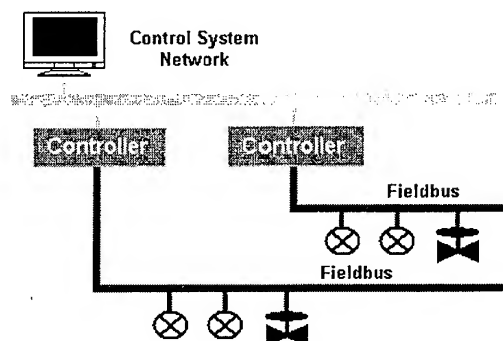 Control System
Network
Controller
Controller
Fieldbus
Fieldbus